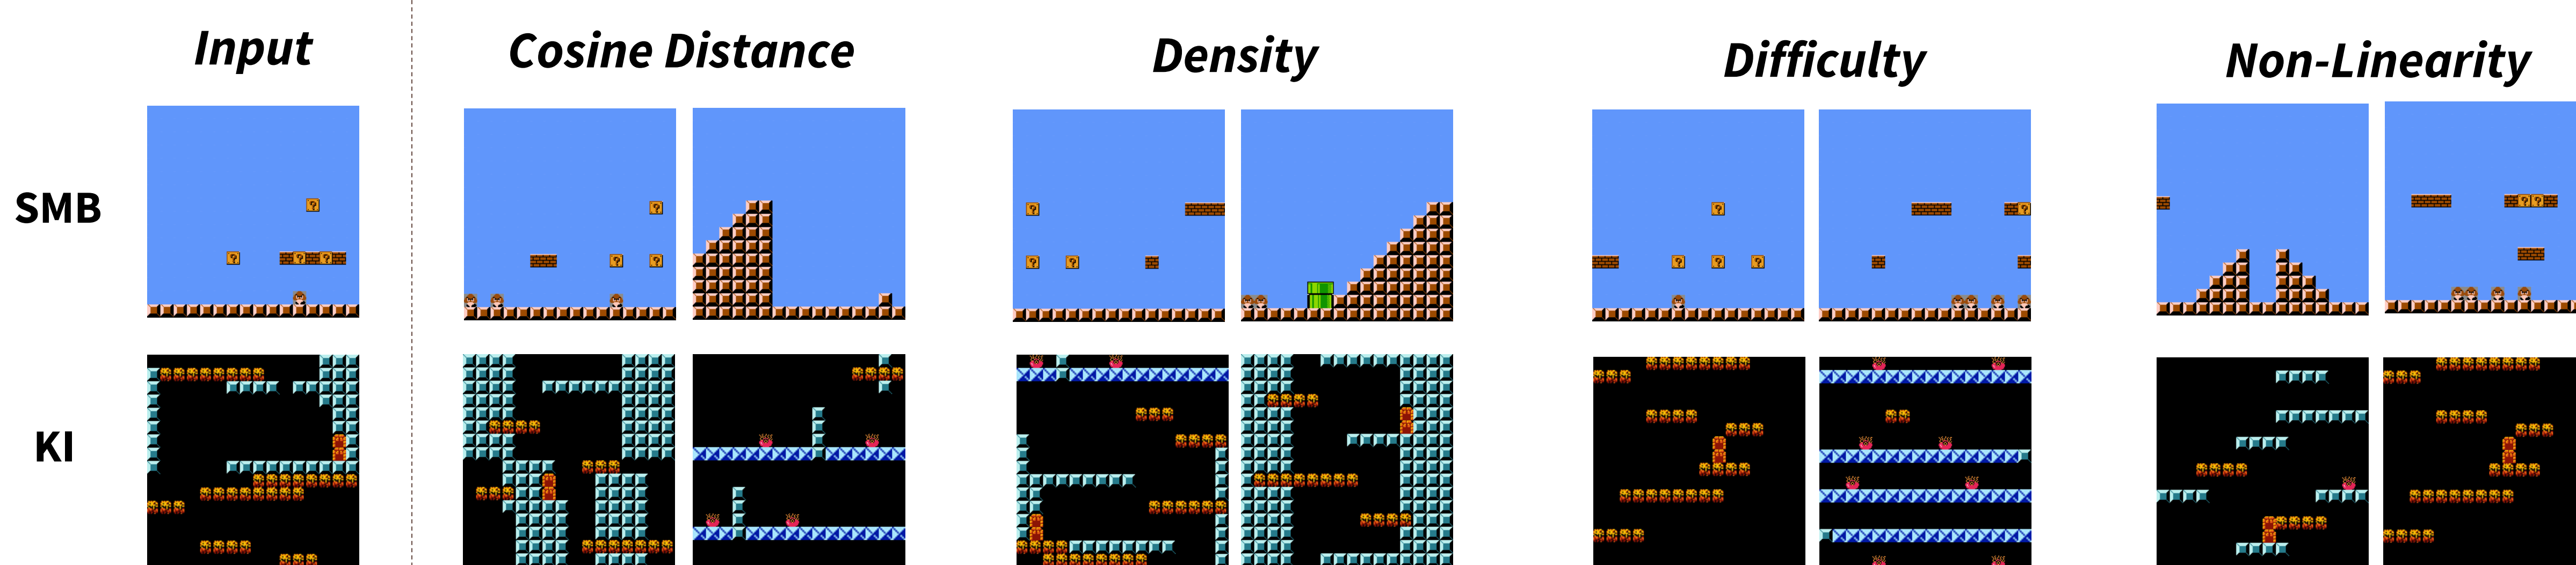 Input
Cosine Distance
Density
Difficulty
Non-Linearity
SMB
KI